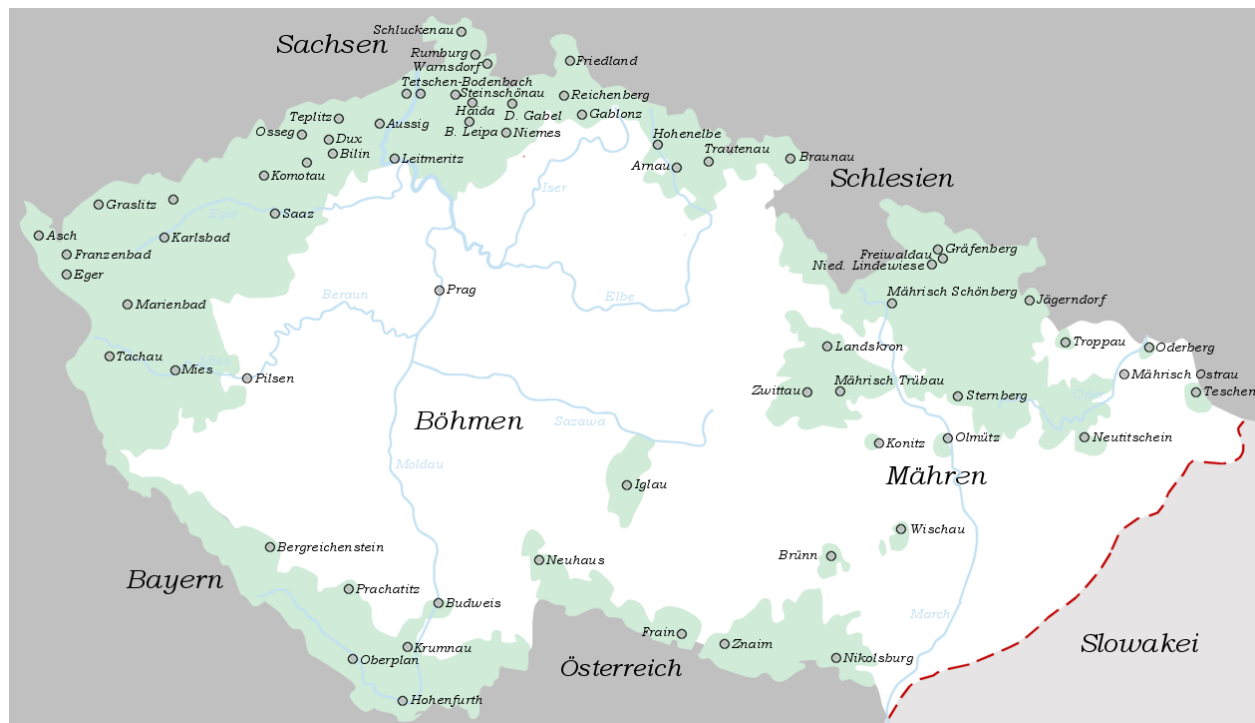 Schluckenau
Sachsen
Rumburg
Warnsdorf
Friedland
Tetschen-Bodenbach
Steinschönau
Reichenberg
Haida
D. Gabel
Gablonz
Teplitz
Aussig
B. Leipa
Niemes
Osseg
Dux
Bilin
Leitmeritz
Hohenelbe
Trautenau
Braunau
Arnau
Schlesien
Komotau
Iser
Graslitz
Eger
Saaz
Asch
Karlsbad
Franzenbad
Eger
Gräfenberg
Freiwaldau
Nied. Lindewiese
Prag
Beraun
Elbe
Marienbad
Mährisch Schönberg
Jägerndorf
Tachau
Mies
Mies
Pilsen
Landskron
Troppau
Oderberg
Mährisch Ostrau
Zwittau
Mährisch Trübau
Sternberg
Oder
Teschen
Böhmen
Sazawa
Konitz
Olmütz
Neutitschein
Moldau
Iglau
Mähren
Wischau
Bergreichenstein
Neuhaus
Brünn
Bayern
Prachatitz
Budweis
March
Frain
Znaim
Krumnau
Oberplan
Österreich
Nikolsburg
Slowakei
Hohenfurth